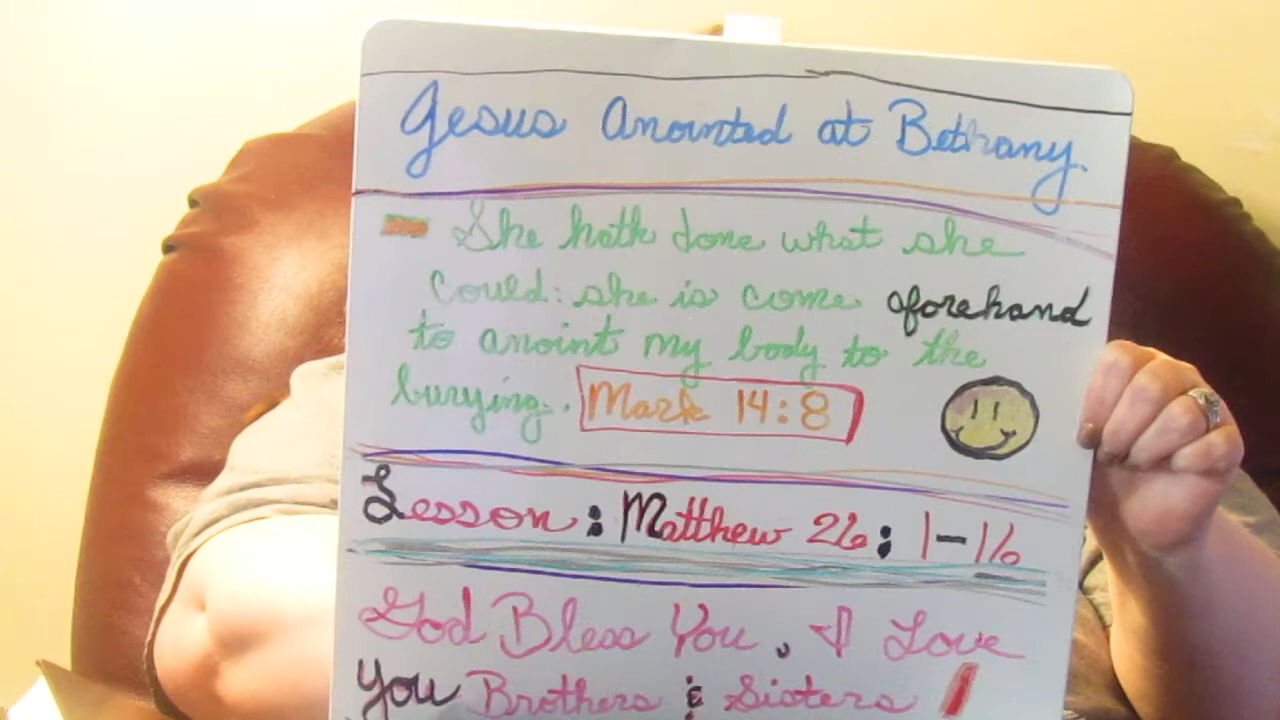 Jesus Anointed at Bethany.
She hath done what she
could: she is come aforehand
to anoint my body to the
burying. Mark 14:8
Lesson: Matthew 26: 1-16
God Bless You, I Love
You Brothers & Sisters!